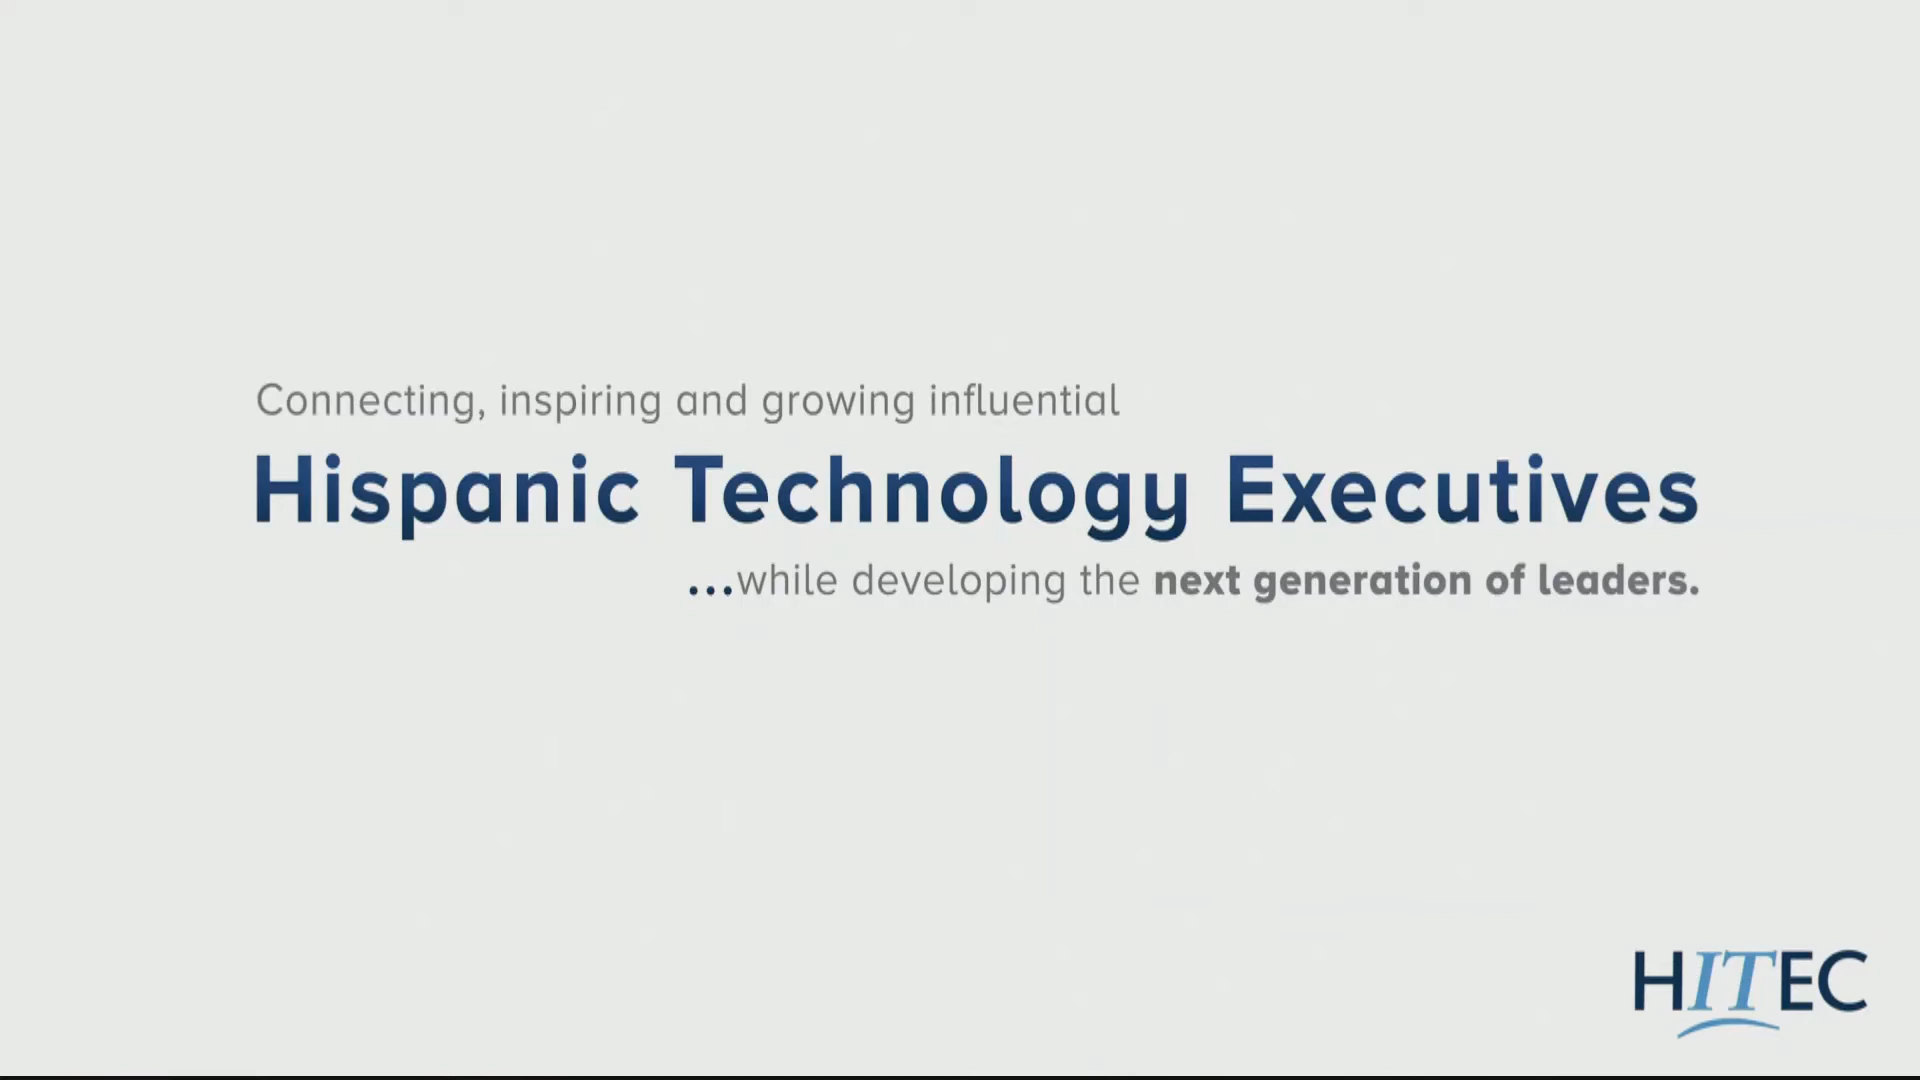 Connecting, inspiring and growing influential
Hispanic Technology Executives
...while developing the next generation of leaders.
HITEC